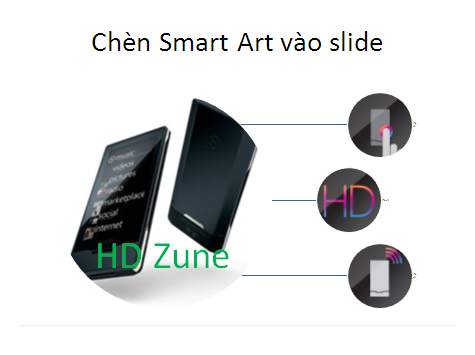 Chèn Smart Art vào slide
music
videos
pictures
radio
marketplace
social
internet
HD Zune
HD